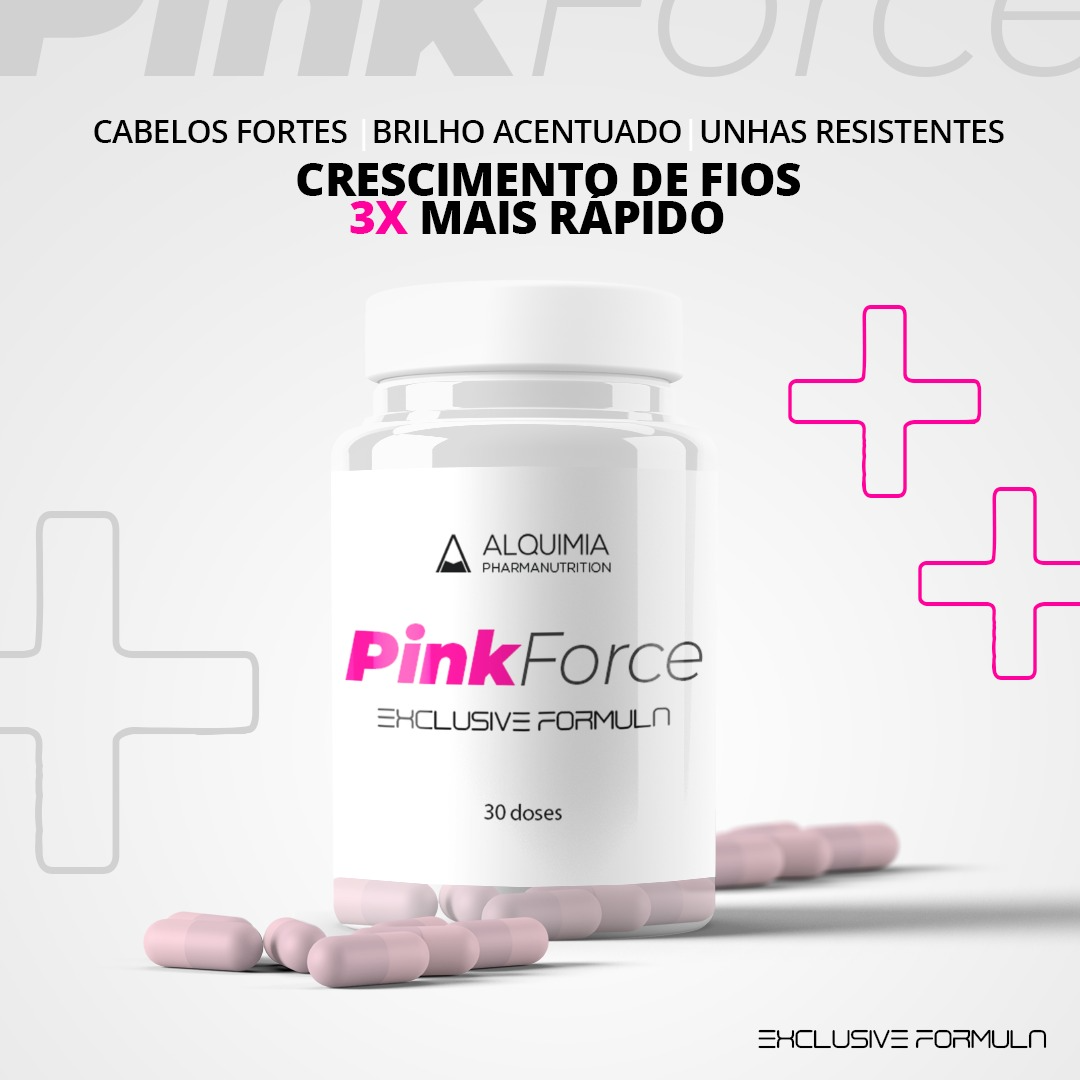 PinkForce
CABELOS FORTES | BRILHO ACENTUADO | UNHAS RESISTENTES
CRESCIMENTO DE FIOS
3X MAIS RÁPIDO
ALQUIMIA
PHARMANUTRITION
PinkForce
EXCLUSIVE FORMULA
30 doses
EXCLUSIVE FORMULA